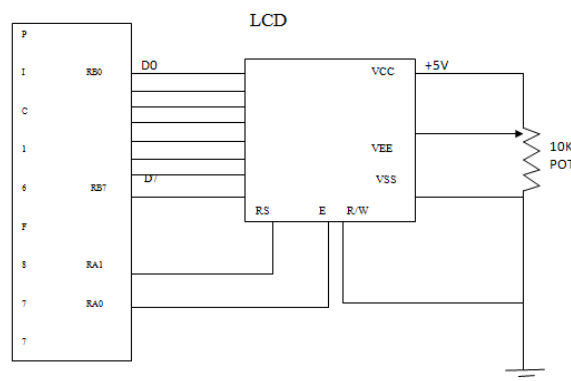 LCD
P
I
C
1
6
F
8
7
7
RB0
RB7
RA1
RA0
D0
D7
VCC
VEE
VSS
RS E R/W
+5V
10K
POT